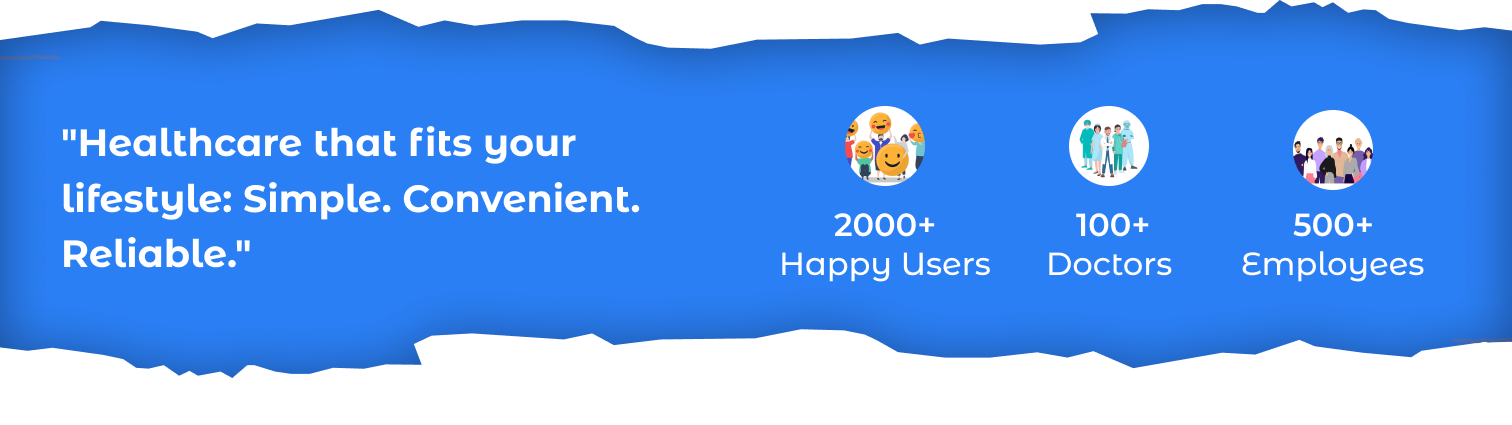 "Healthcare that fits your
lifestyle: Simple. Convenient.
Reliable."
2000+
Happy Users
100+
Doctors
500+
Employees